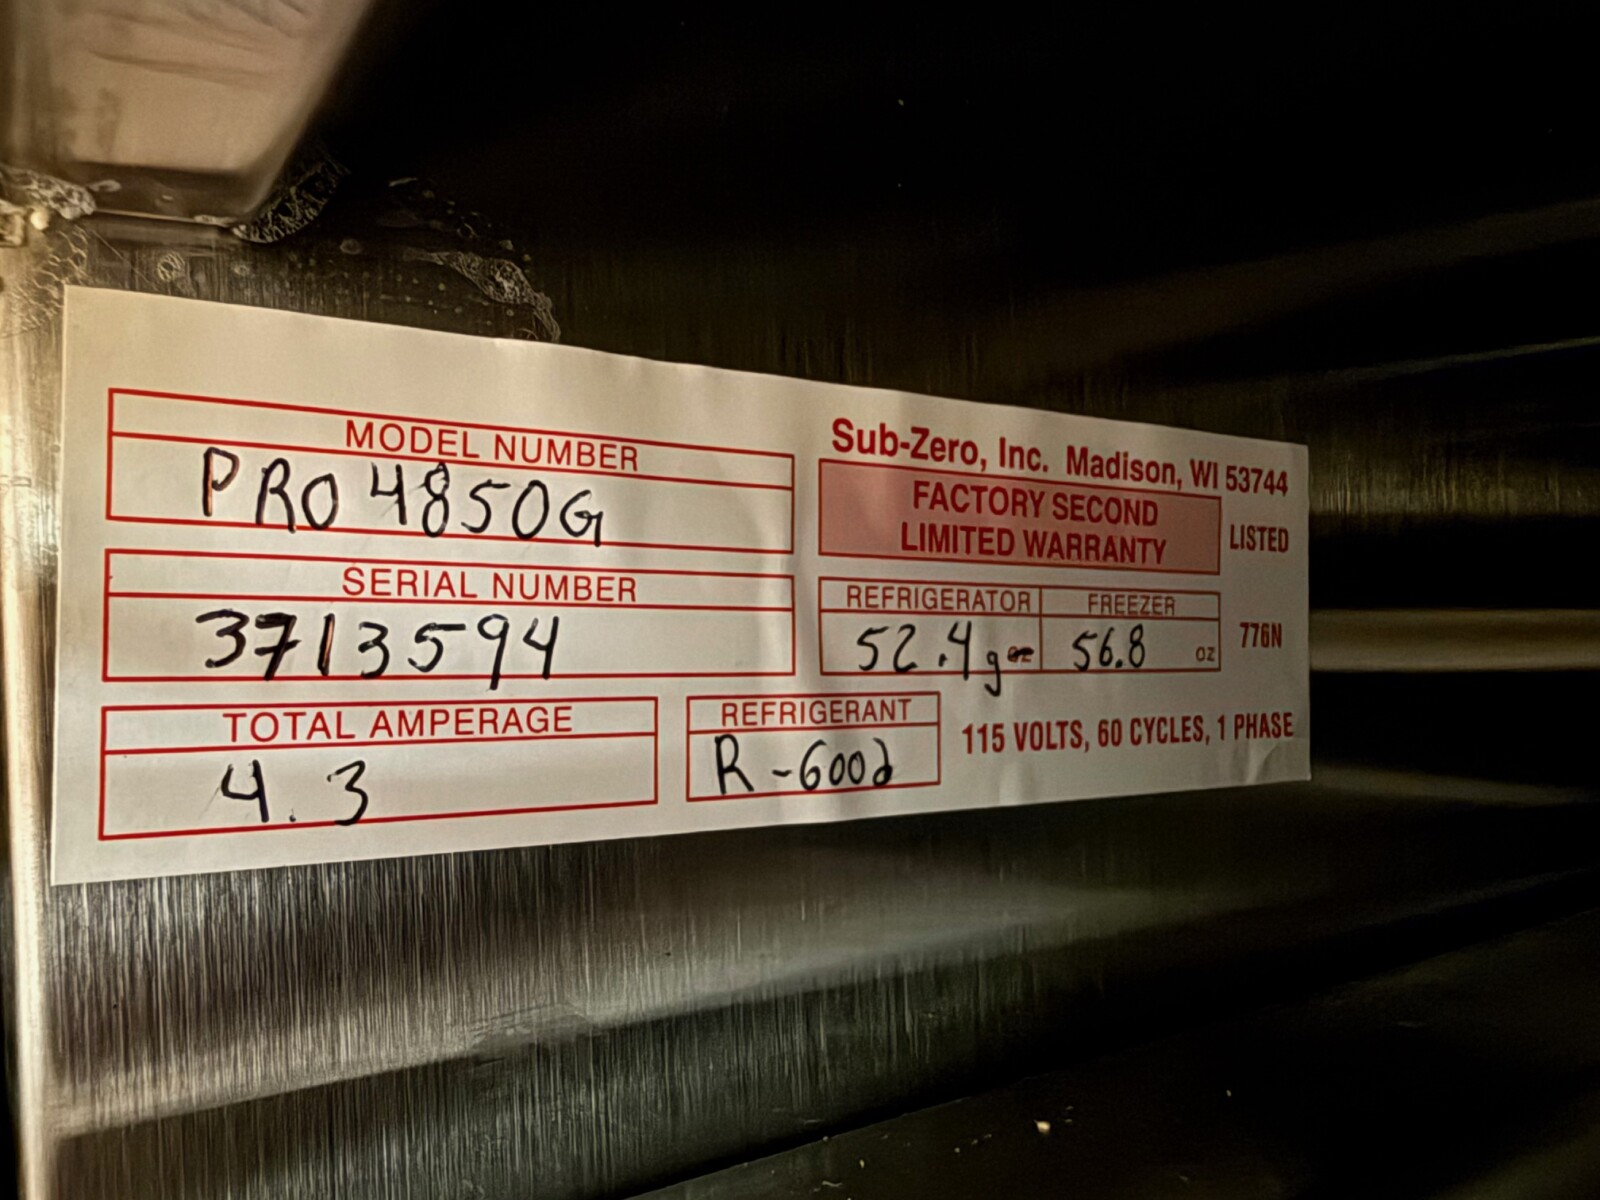 MODEL NUMBER
PRO4850G
SERIAL NUMBER
3713594
TOTAL AMPERAGE
4.3
REFRIGERANT
R-600a
Sub-Zero, Inc. Madison, WI 53744
FACTORY SECOND
LIMITED WARRANTY
LISTED
REFRIGERATOR
52.4g oz
FREEZER
56.8 oz
776N
115 VOLTS, 60 CYCLES, 1 PHASE